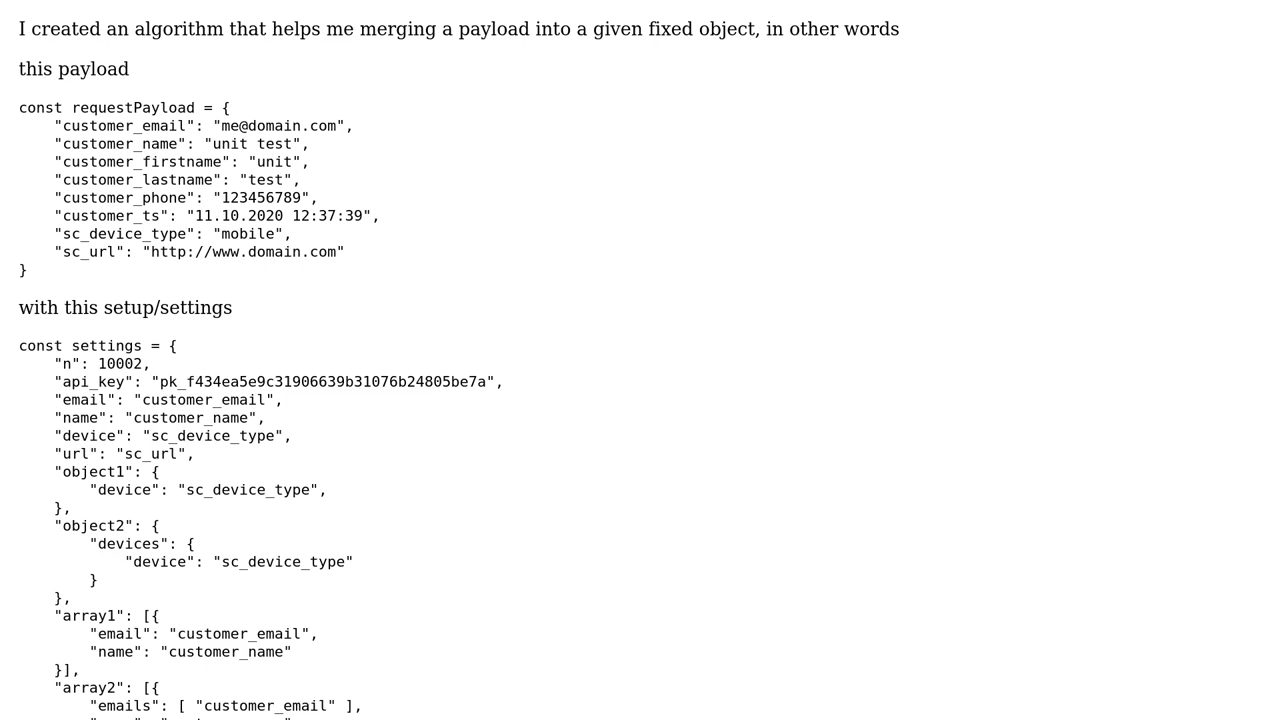 I created an algorithm that helps me merging a payload into a given fixed object, in other words
this payload
const requestPayload = {
    "customer_email": "me@domain.com",
    "customer_name": "unit test",
    "customer_firstname": "unit",
    "customer_lastname": "test",
    "customer_phone": "123456789",
    "customer_ts": "11.10.2020 12:37:39",
    "sc_device_type": "mobile",
    "sc_url": "http://www.domain.com"
}
with this setup/settings
const settings = {
    "n": 10002,
    "api_key": "pk_f434ea5e9c31906639b31076b24805be7a",
    "email": "customer_email",
    "name": "customer_name",
    "device": "sc_device_type",
    "url": "sc_url",
    "object1": {
        "device": "sc_device_type",
    },
    "object2": {
        "devices": {
            "device": "sc_device_type"
        }
    },
    "array1": [{
        "email": "customer_email",
        "name": "customer_name"
    }],
    "array2": [{
        "emails": [ "customer_email" ],